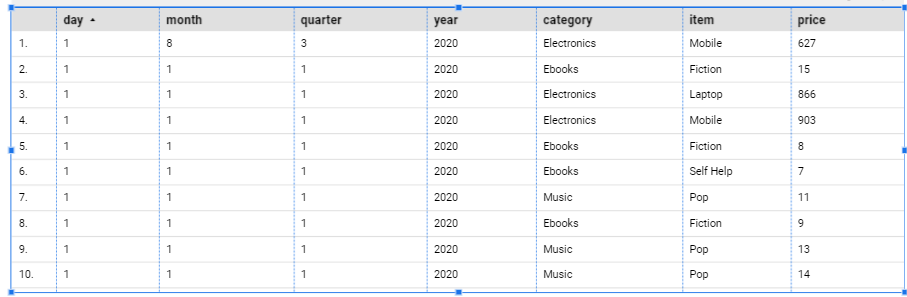 day month quarter year category item price
1. 1 8 3 2020 Electronics Mobile 627
2. 1 1 1 2020 Ebooks Fiction 15
3. 1 1 1 2020 Electronics Laptop 866
4. 1 1 1 2020 Electronics Mobile 903
5. 1 1 1 2020 Ebooks Fiction 8
6. 1 1 1 2020 Ebooks Self Help 7
7. 1 1 1 2020 Music Pop 11
8. 1 1 1 2020 Ebooks Fiction 9
9. 1 1 1 2020 Music Pop 13
10. 1 1 1 2020 Music Pop 14